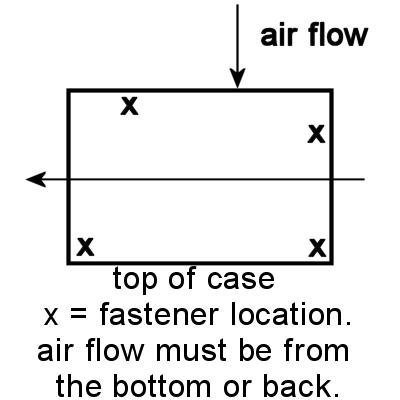 air flow
x
x
x
x
top of case
x = fastener location.
air flow must be from
the bottom or back.